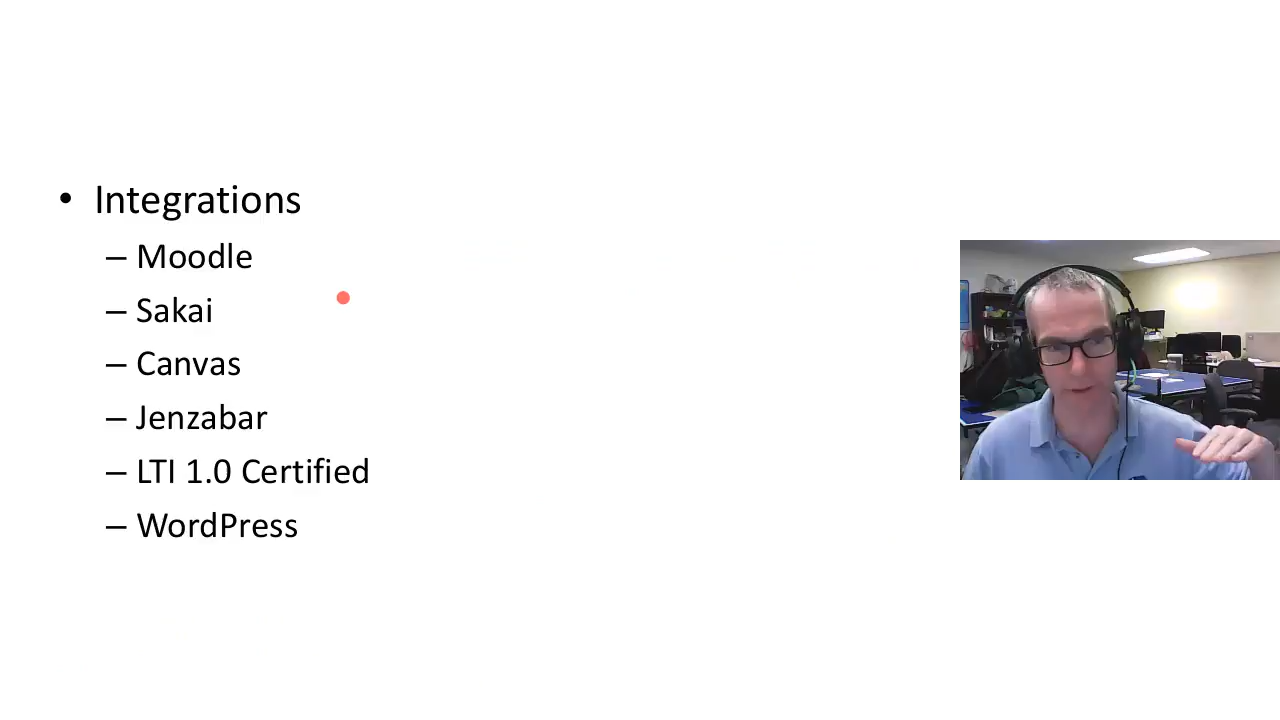 • Integrations
– Moodle
– Sakai
– Canvas
– Jenzabar
– LTI 1.0 Certified
– WordPress